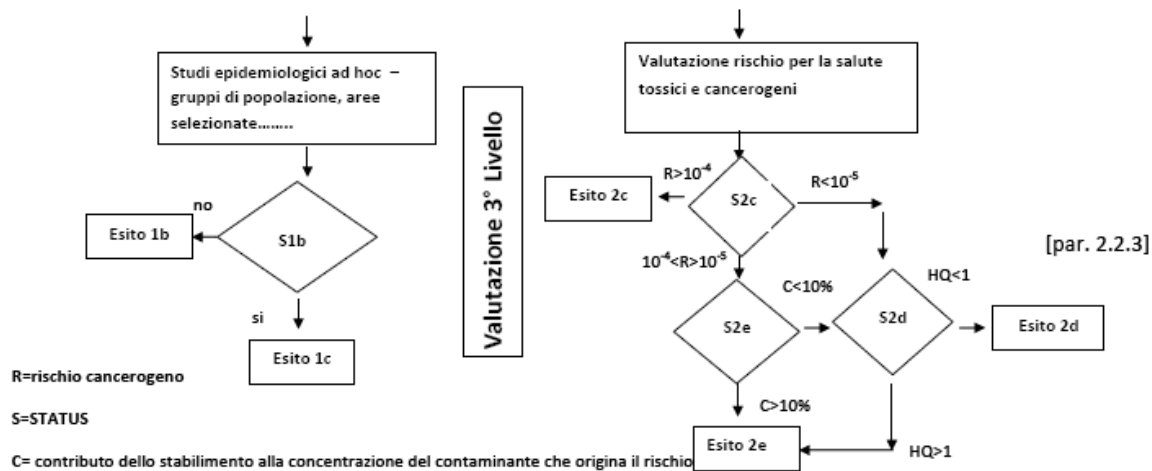 Studi epidemiologici ad hoc –
gruppi di popolazione, aree
selezionate........
no
Esito 1b
S1b
si
Esito 1c
Valutazione 3° Livello
Valutazione rischio per la salute
tossici e cancerogeni
R>10-4
R<10-5
Esito 2c
S2c
[par. 2.2.3]
10-4<R>10-5
C<10%
HQ<1
S2e
S2d
Esito 2d
C>10%
Esito 2e
HQ>1
R=rischio cancerogeno
S=STATUS
C= contributo dello stabilimento alla concentrazione del contaminante che origina il rischio